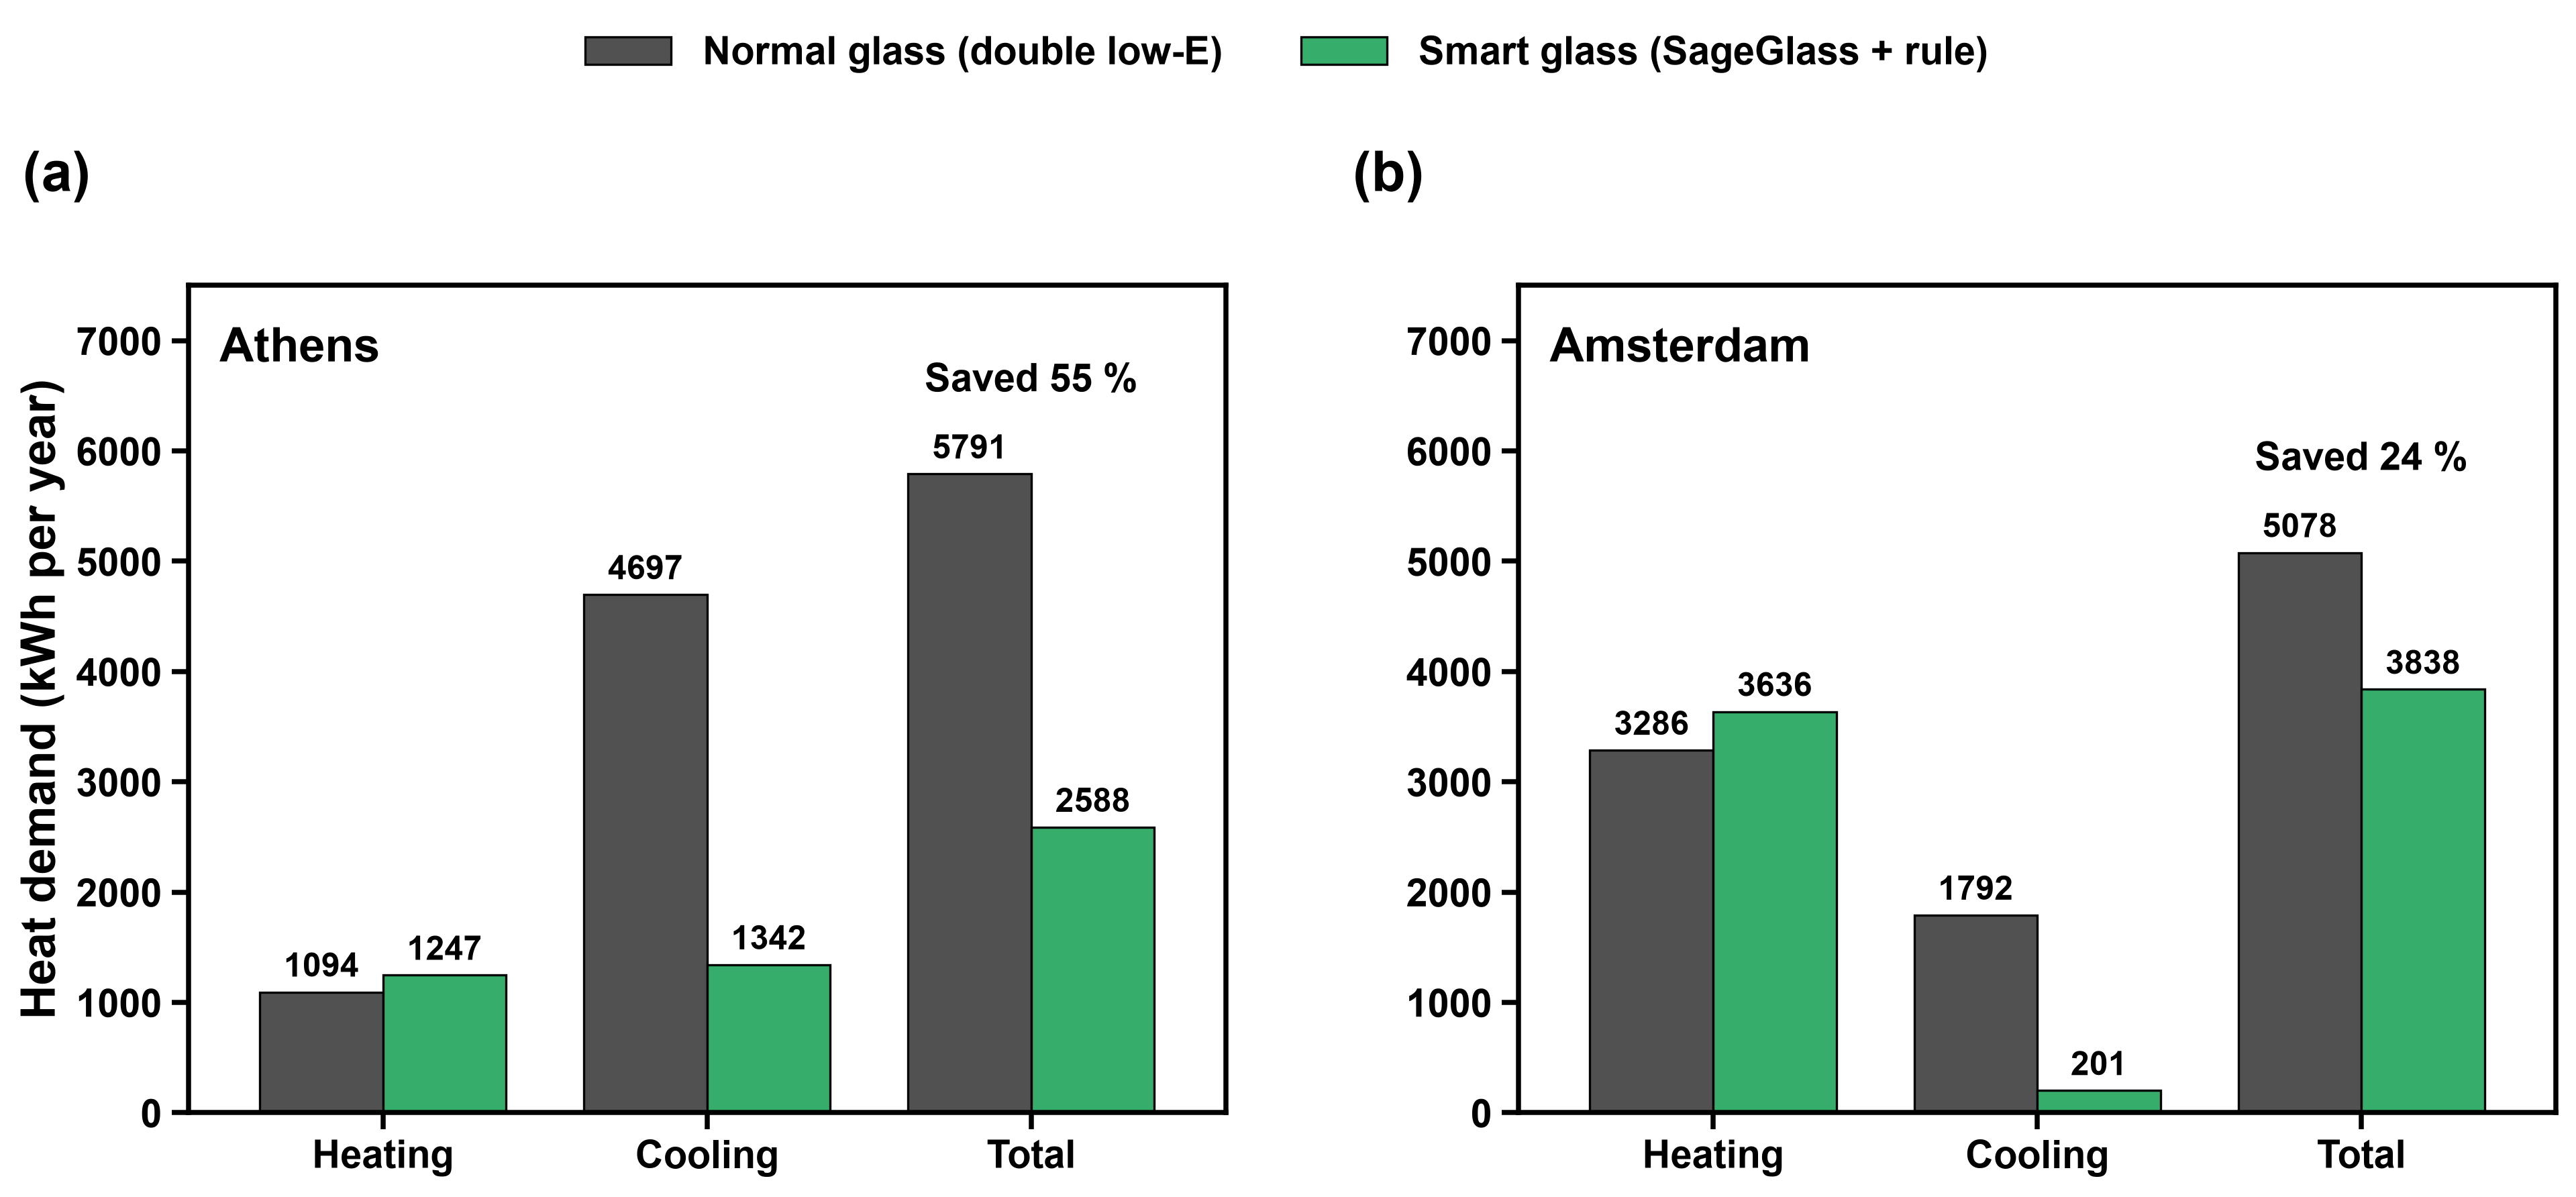 Normal glass (double low-E) Smart glass (SageGlass + rule)
(a)
Athens
Heat demand (kWh per year)
7000
6000
5000
4000
3000
2000
1000
0
Saved 55 %
1094
1247
4697
1342
5791
2588
Heating Cooling Total
(b)
Amsterdam
7000
6000
5000
4000
3000
2000
1000
0
Saved 24 %
3286
3636
1792
201
5078
3838
Heating Cooling Total